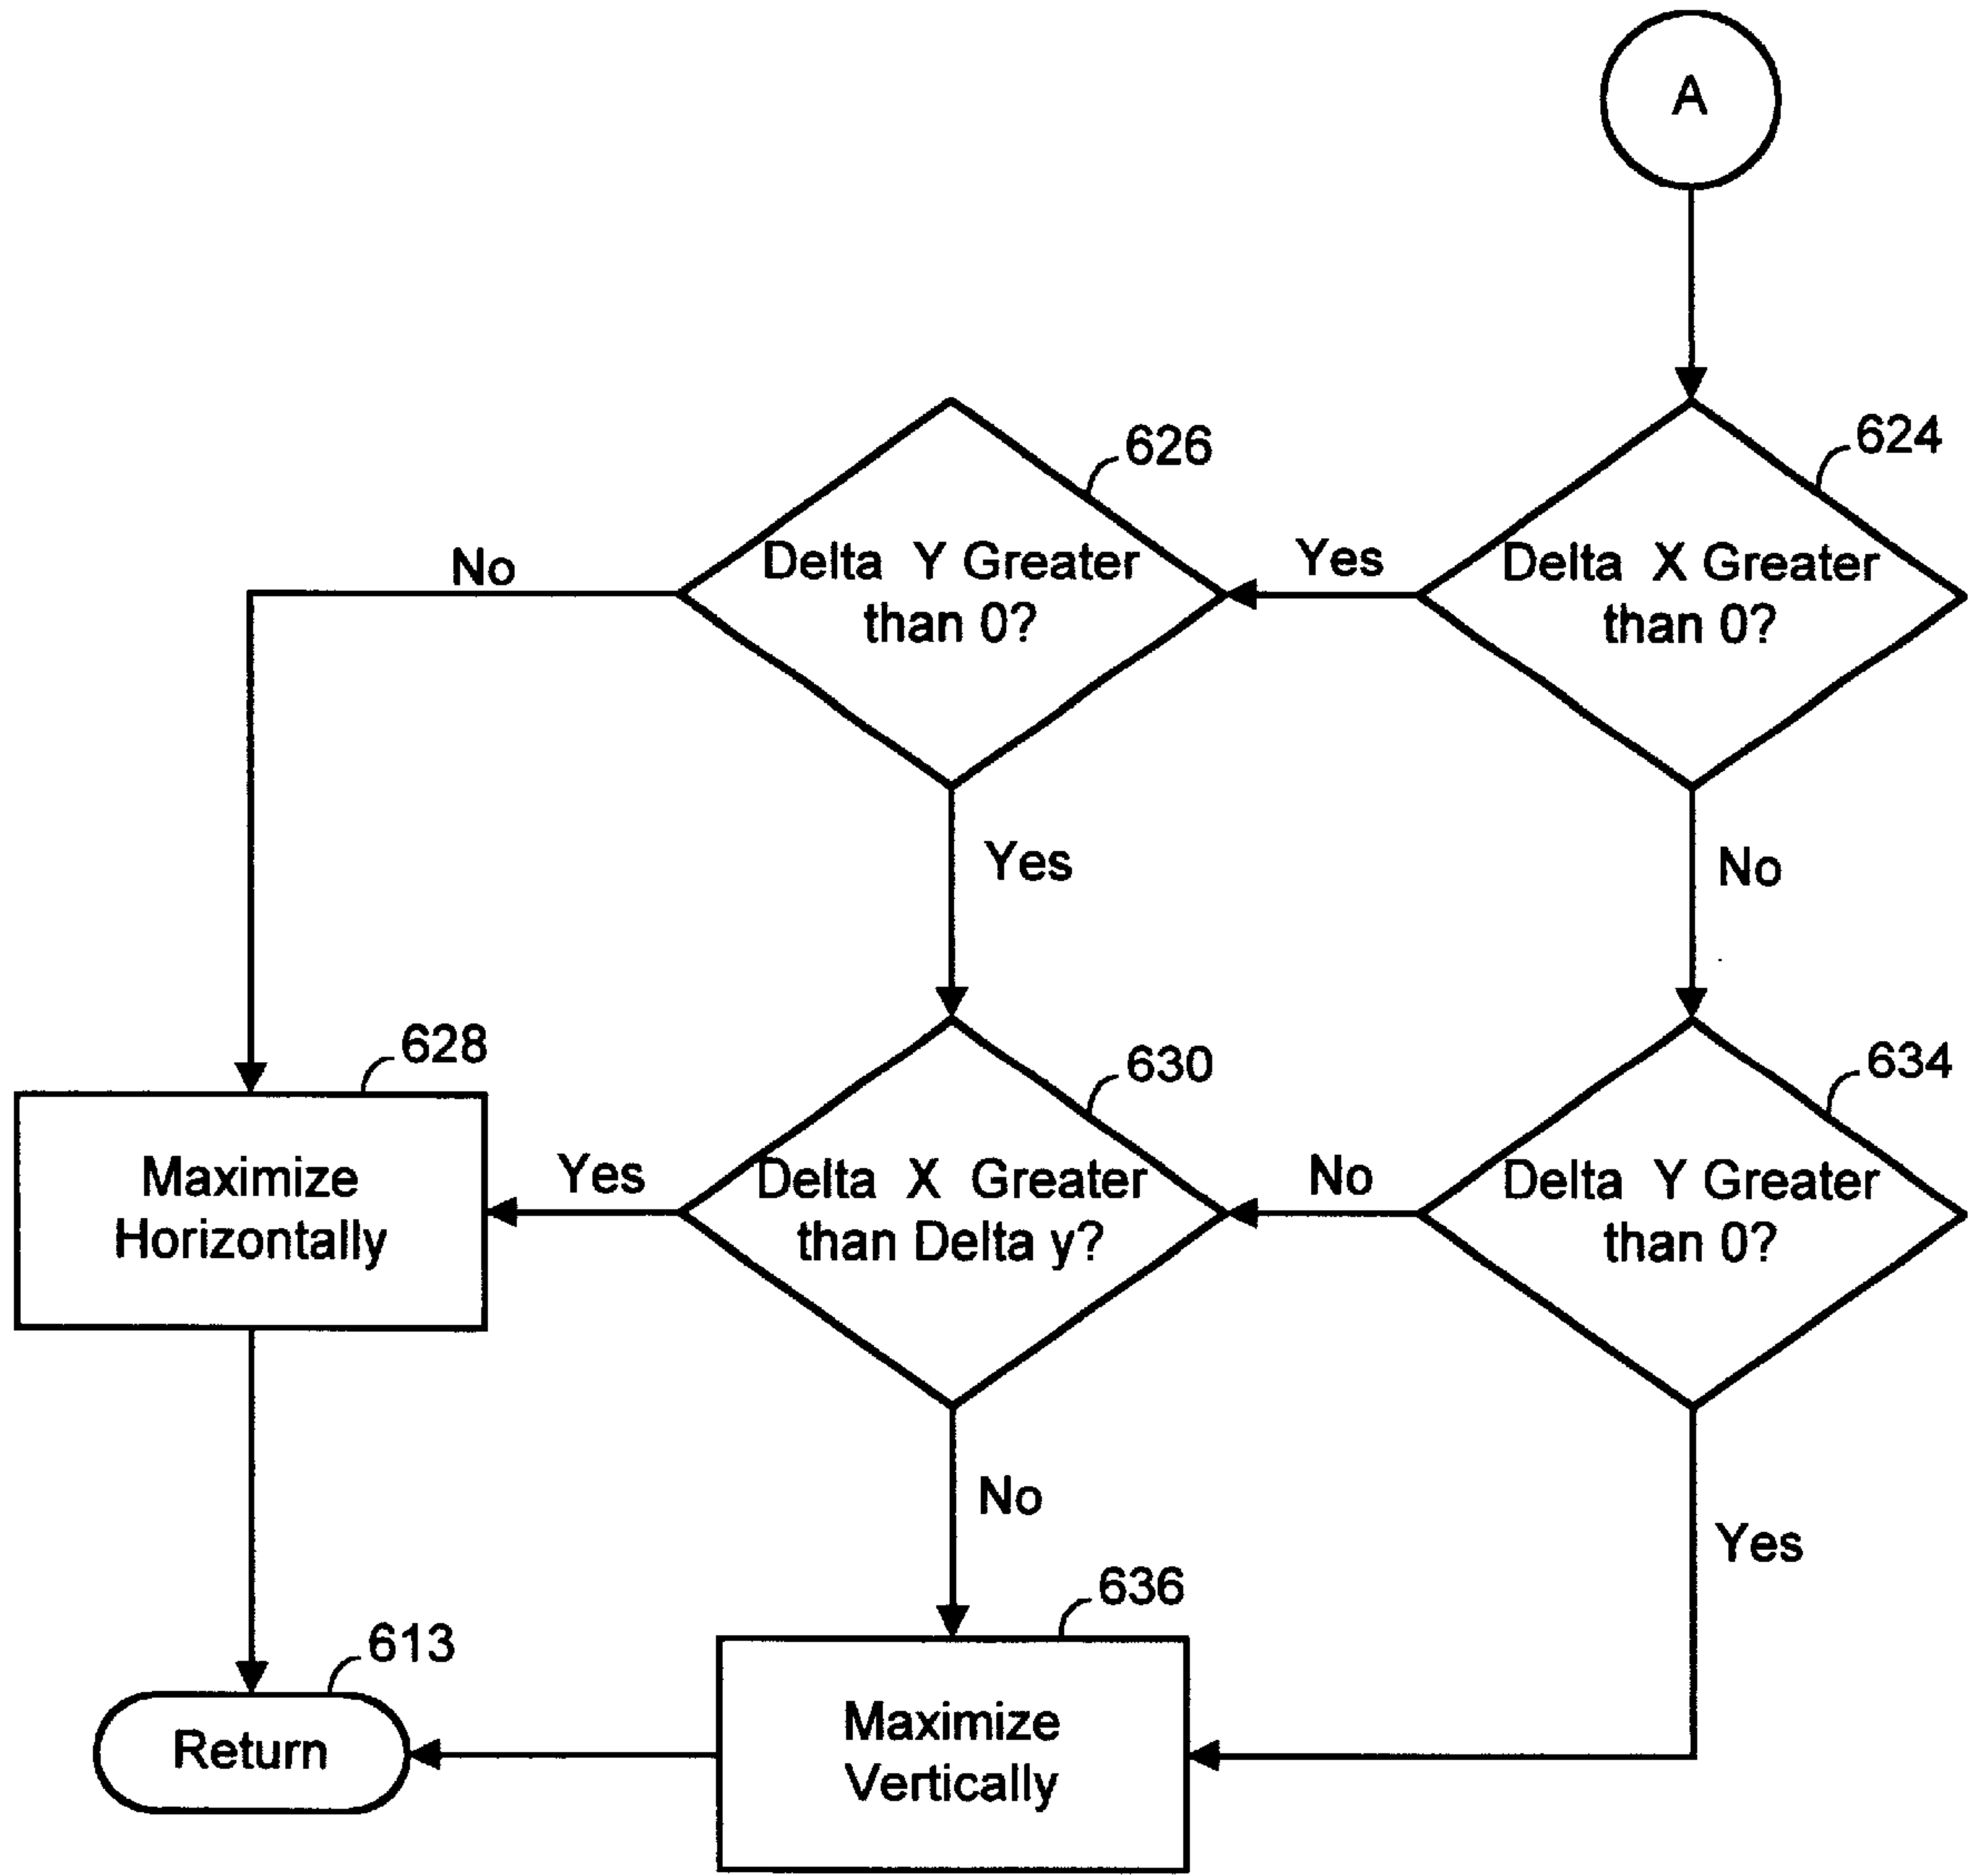 A
626
624
Delta Y Greater
than 0?
Yes
Delta X Greater
than 0?
No
Yes
No
628
630
634
Maximize
Horizontally
Yes
Delta X Greater
than Delta y?
No
Delta Y Greater
than 0?
No
Yes
636
613
Return
Maximize
Vertically